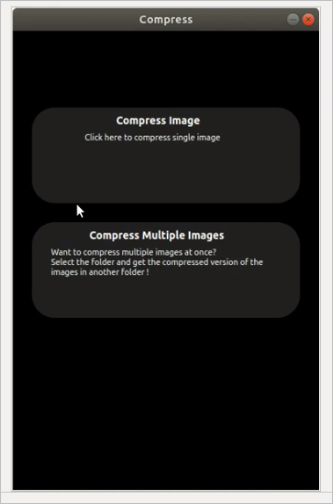 Compress
Compress Image
Click here to compress single image
Compress Multiple Images
Want to compress multiple images at once?
Select the folder and get the compressed version of the
images in another folder !